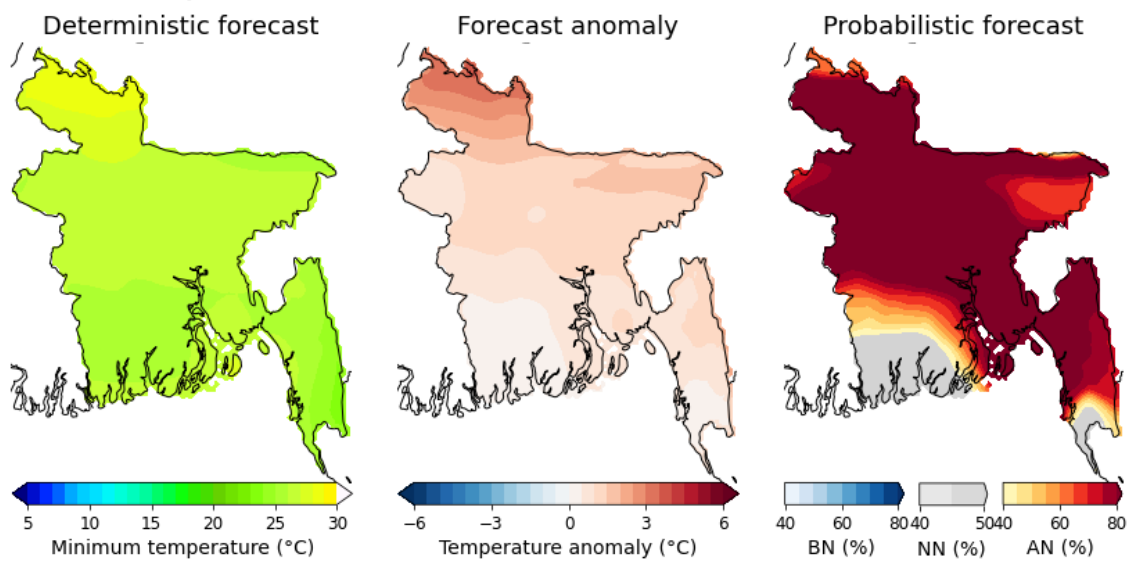 Deterministic forecast
Forecast anomaly
Probabilistic forecast
5 10 15 20 25 30
Minimum temperature (°C)
−6 −3 0 3 6
Temperature anomaly (°C)
40 60 80
BN (%)
40 50
NN (%)
40 60 80
AN (%)